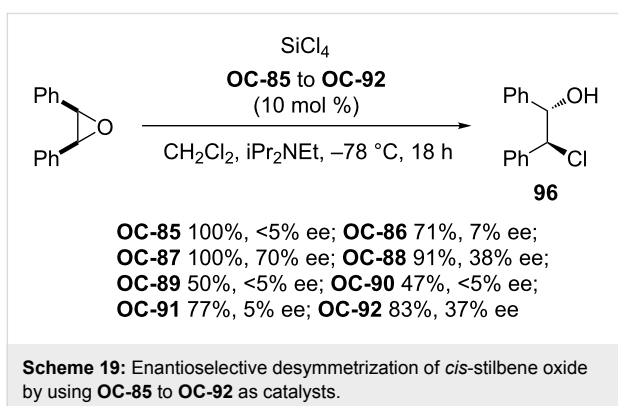 SiCl4
OC-85 to OC-92
(10 mol %)
CH2Cl2, iPr2NEt, –78 °C, 18 h
Ph
O
Ph
Ph
OH
Ph
Cl
96
OC-85 100%, <5% ee; OC-86 71%, 7% ee;
OC-87 100%, 70% ee; OC-88 91%, 38% ee;
OC-89 50%, <5% ee; OC-90 47%, <5% ee;
OC-91 77%, 5% ee; OC-92 83%, 37% ee
Scheme 19: Enantioselective desymmetrization of cis-stilbene oxide
by using OC-85 to OC-92 as catalysts.